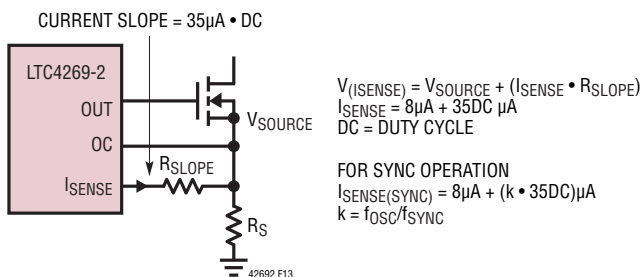 CURRENT SLOPE = 35µA • DC
LTC4269-2
OUT
OC
ISENSE
RSLOPE
VSOURCE
RS
V(ISENSE) = VSOURCE + (ISENSE • RSLOPE)
ISENSE = 8µA + 35DC µA
DC = DUTY CYCLE
FOR SYNC OPERATION
ISENSE(SYNC) = 8µA + (k • 35DC)µA
k = fOSC/fSYNC
42692 F13